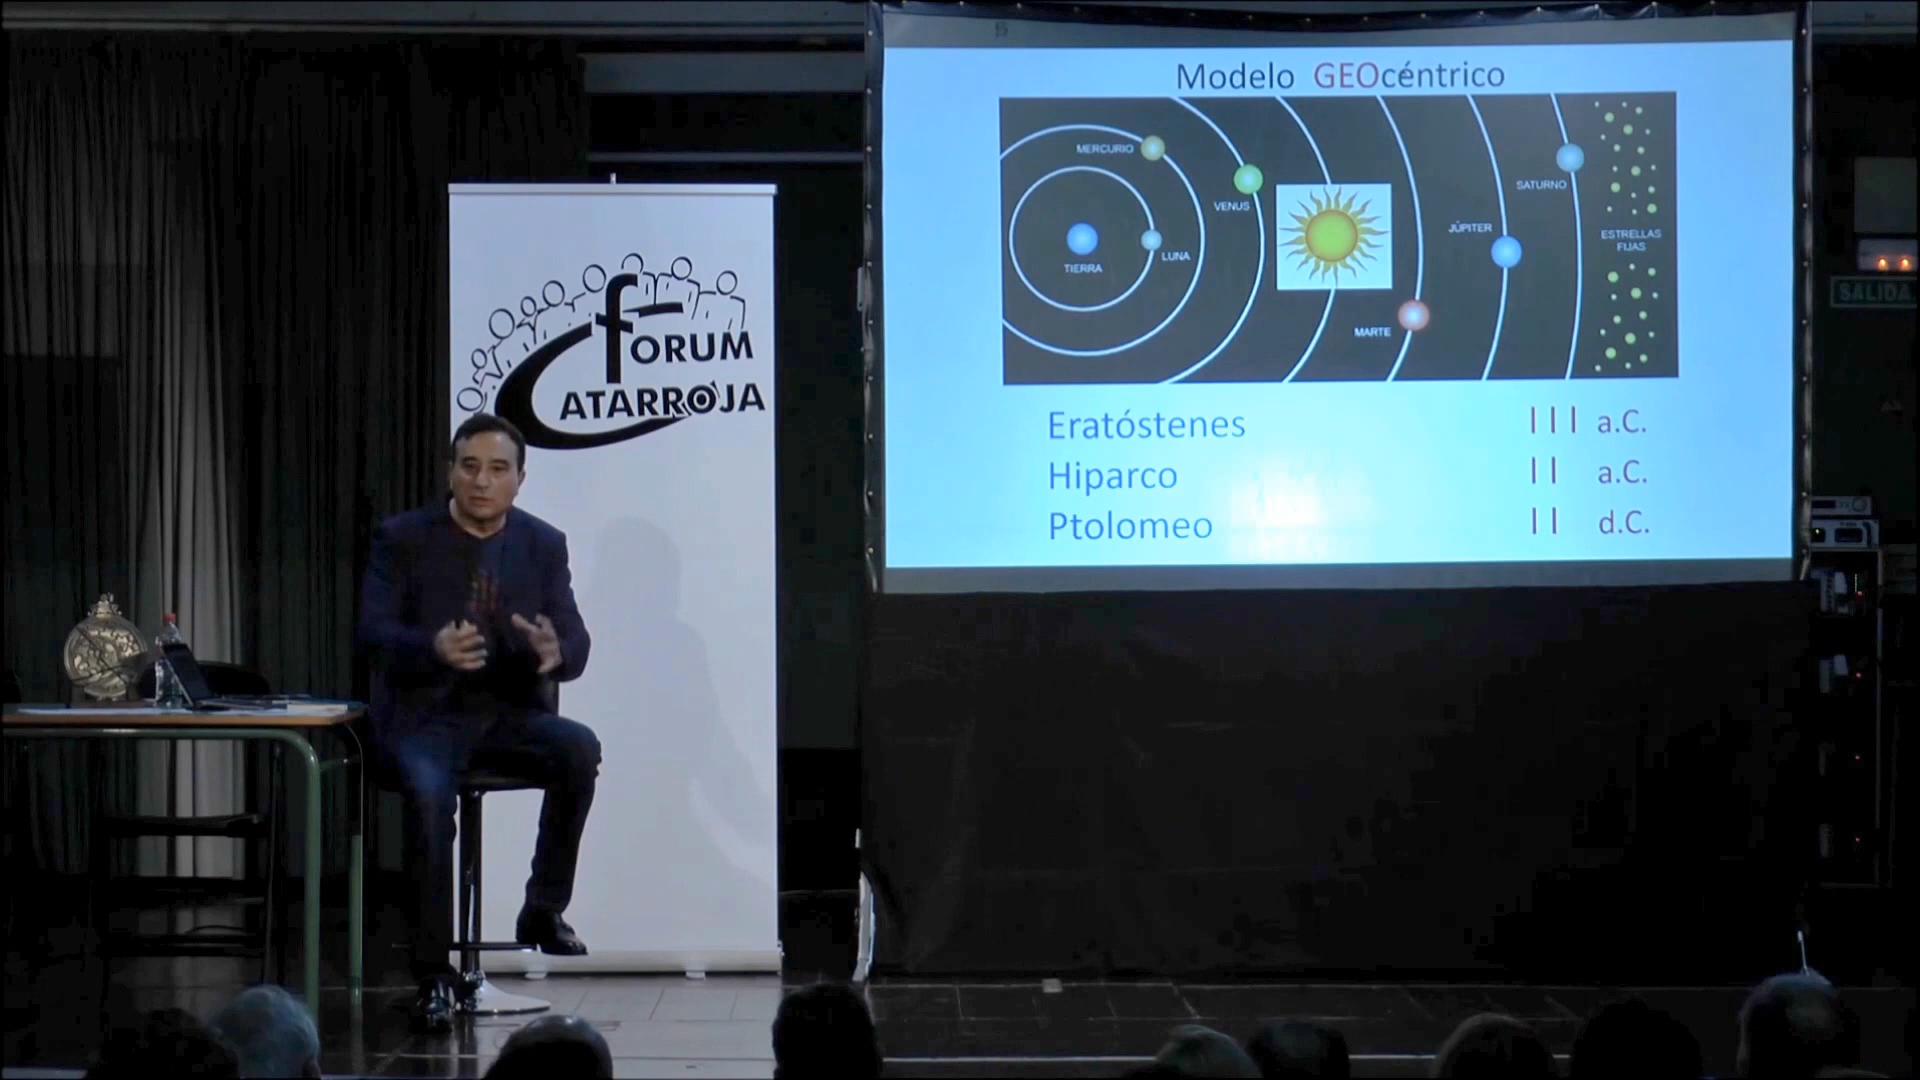 fORUM
CATARROJA
Modelo GEOcéntrico
MERCURIO
TIERRA
LUNA
VENUS
MARTE
JÚPITER
SATURNO
ESTRELLAS
FIJAS
Eratóstenes III a.C.
Hiparco II a.C.
Ptolomeo II d.C.
SALIDA